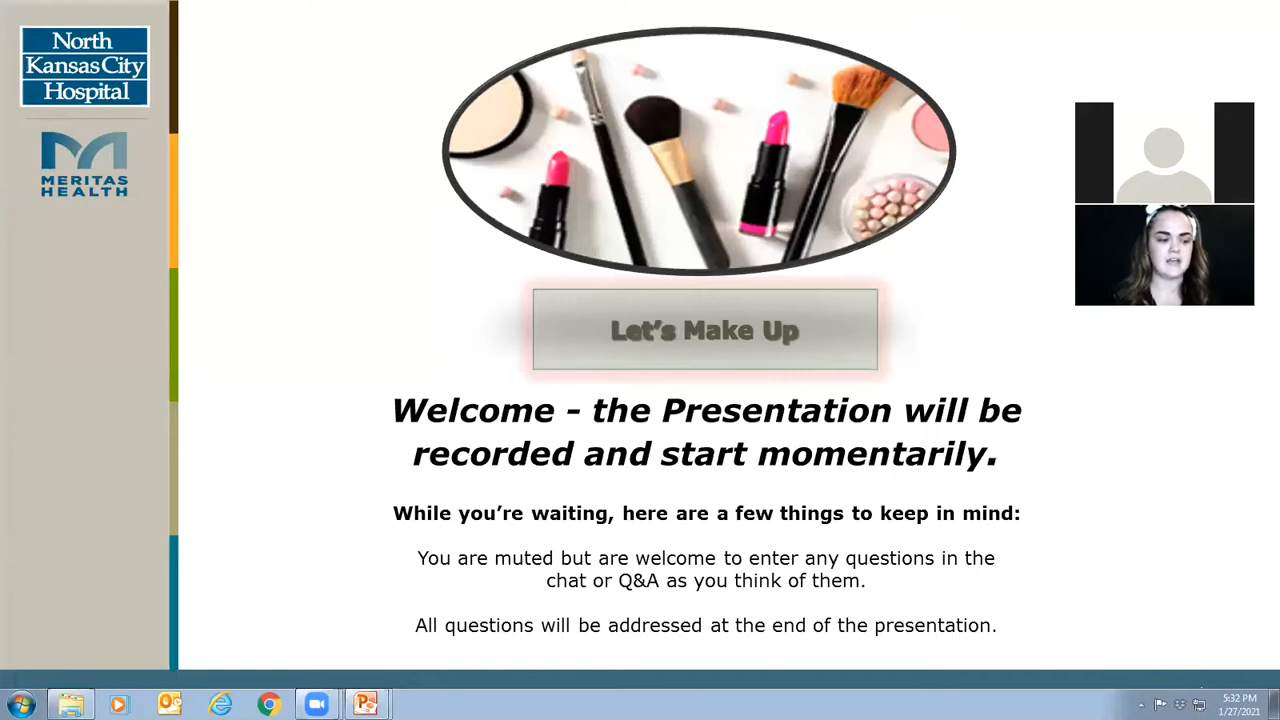 North
Kansas City
Hospital
MERITAS
HEALTH
Let's Make Up
Welcome - the Presentation will be
recorded and start momentarily.
While you're waiting, here are a few things to keep in mind:
You are muted but are welcome to enter any questions in the
chat or Q&A as you think of them.
All questions will be addressed at the end of the presentation.
5:32 PM
1/27/2021